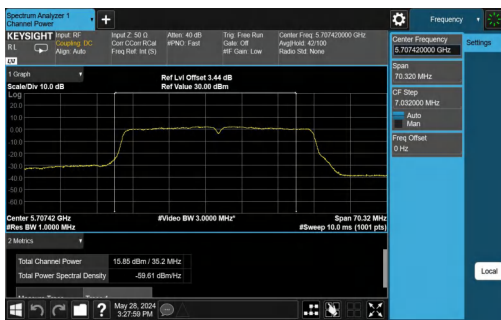 Spectrum Analyzer 1
Channel Power
Frequency
KEYSIGHT
Input: RF
Coupling: DC
Align: Auto
RL
Input Z: 50 Ω
Corr CCorr RCal
Freq Ref: Int (S)
Atten: 40 dB
#PNO: Fast
Trig: Free Run
Gate: Off
#IF Gain: Low
Center Freq: 5.707420000 GHz
Avg|Hold: 42/100
Radio Std: None
Center Frequency
5.707420000 GHz
Settings
Span
70.320 MHz
CF Step
7.032000 MHz
Auto
Man
Freq Offset
0 Hz
Local
1 Graph
Scale/Div 10.0 dB
Ref Lvl Offset 3.44 dB
Ref Value 30.00 dBm
Log
20.0
10.0
0.00
-10.0
-20.0
-30.0
-40.0
-50.0
-60.0
Center 5.70742 GHz
#Res BW 1.0000 MHz
#Video BW 3.0000 MHz*
Span 70.32 MHz
#Sweep 10.0 ms (1001 pts)
2 Metrics
Total Channel Power 15.85 dBm / 35.2 MHz
Total Power Spectral Density -59.61 dBm/Hz
May 28, 2024
3:27:59 PM